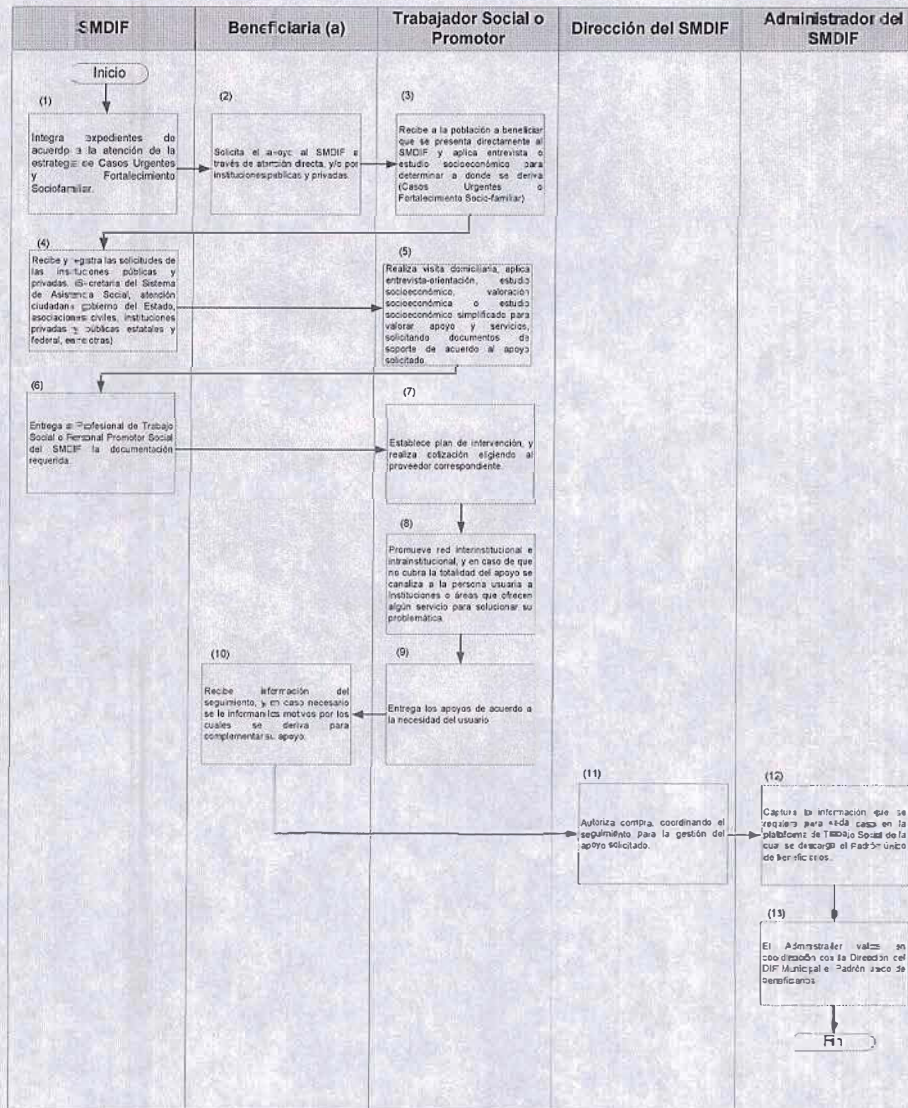 SMDIF
Beneficiaria (a)
Trabajador Social o
Promotor
Dirección del SMDIF
Administrador del
SMDIF
Inicio
(1)
Integra expedientes de
acuerdo a la atención de la
estrategia de Casos Urgentes
y Fortalecimiento
Sociofamiliar.
(2)
Solicita el apoyo al SMDIF a
través de atención directa, y/o por
instituciones públicas y privadas.
(3)
Recibe a la población a beneficiar
que se presenta directamente al
SMDIF y aplica entrevista o
estudio socioeconómico para
determinar a donde se deriva
(Casos Urgentes o
Fortalecimiento Socio-familiar)
(4)
Recibe y registra las solicitudes de
las instituciones públicas y
privadas. (Secretaria del Sistema
de Asistencia Social, atención
ciudadana gobierno del Estado,
asociaciones civiles, instituciones
privadas y públicas estatales y
federal, entre otras)
(5)
Realiza visita domiciliaria, aplica
entrevista-orientación, estudio
socioeconómico, valoración
socioeconómica o estudio
socioeconómico simplificado para
valorar apoyo y servicios,
solicitando documentos de
soporte de acuerdo al apoyo
solicitado.
(6)
Entrega al Profesional de Trabajo
Social o Personal Promotor Social
del SMDIF la documentación
requerida.
(7)
Establece plan de intervención, y
realiza cotización eligiendo al
proveedor correspondiente.
(8)
Promueve red interinstitucional e
intrainstitucional, y en caso de que
no cubra la totalidad del apoyo se
canaliza a la persona usuaria a
Instituciones o áreas que ofrecen
algún servicio para solucionar su
problemática.
(9)
Entrega los apoyos de acuerdo a
la necesidad del usuario
(10)
Recibe información del
seguimiento, y en caso necesario
se le informan los motivos por los
cuales se deriva para
complementar su apoyo.
(11)
Autoriza compra, coordinando el
seguimiento para la gestión del
apoyo solicitado.
(12)
Captura la información que se
requiera para cada caso en la
plataforma de Trabajo Social de la
cual se descarga el Padrón único
de beneficiarios.
(13)
El Administrador valida en
coordinación con la Dirección del
DIF Municipal el Padrón único de
beneficiarios
Fin